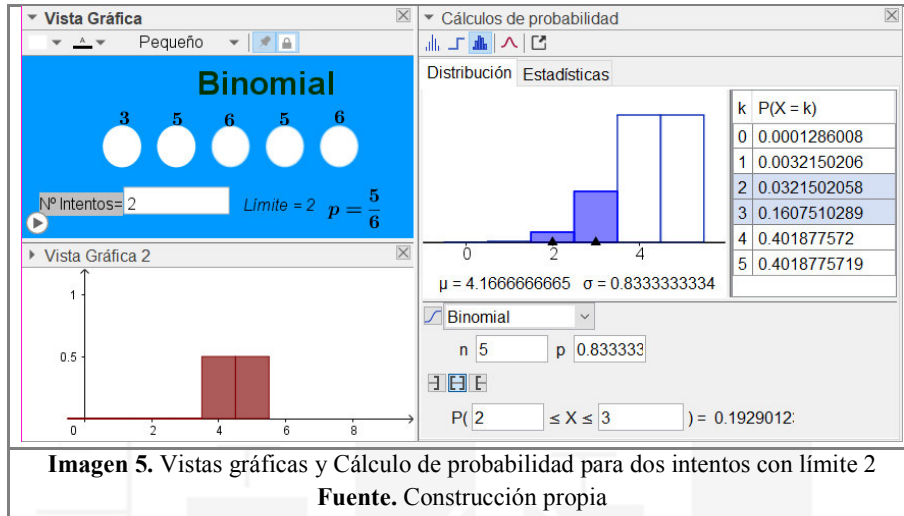 Vista Gráfica
A Pequeño
Binomial
3 5 6 5 6
Nº Intentos= 2 Límite = 2 p = 5/6
Vista Gráfica 2
1
0.5
0 2 4 6 8
Cálculos de probabilidad
Distribución Estadísticas
0 2 4
μ = 4.1666666665 σ = 0.8333333334
k P(X = k)
0 0.0001286008
1 0.0032150206
2 0.0321502058
3 0.1607510289
4 0.401877572
5 0.4018775719
Binomial
n 5 p 0.833333
P( 2 ≤ X ≤ 3 ) = 0.1929012
Imagen 5. Vistas gráficas y Cálculo de probabilidad para dos intentos con límite 2
Fuente. Construcción propia